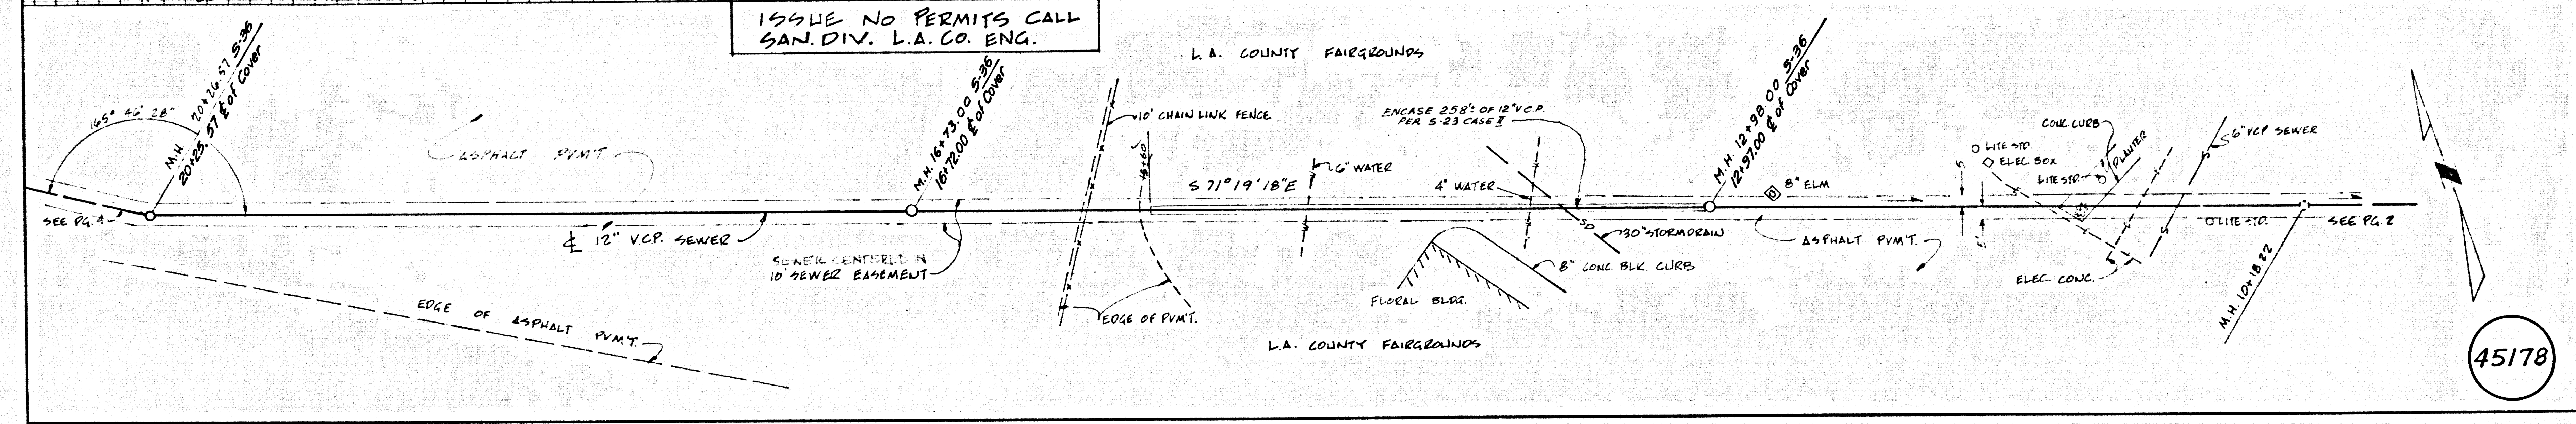 ISSUE NO PERMITS CALL
SAN. DIV. L.A. CO. ENG.
L.A. COUNTY FAIRGROUNDS
165° 46' 28"
M.H. 20+26.57 S-36
20+25.57 ₵ of Cover
ASPHALT PVM'T
SEE PG. 4
₵ 12" V.C.P. SEWER
EDGE OF ASPHALT PVM'T.
M.H. 16+73.00 S-36
16+72.00 ₵ of Cover
SEWER CENTERED IN
10' SEWER EASEMENT
10' CHAIN LINK FENCE
15+60
EDGE OF PVM'T.
S 71° 19' 18" E
6" WATER
4" WATER
ENCASE 258'± OF 12" V.C.P.
PER S-23 CASE II
SD
30" STORMDRAIN
8" CONC. BLK. CURB
FLORAL BLDG.
L.A. COUNTY FAIRGROUNDS
M.H. 12+98.00 S-36
12+97.00 ₵ of Cover
8" ELM
ASPHALT PVM'T.
5'
5'
LITE STD.
ELEC BOX
CONC. CURB
PLANTER
LITE STD.
6" VCP SEWER
ELEC. CONC.
LITE STD.
SEE PG. 2
M.H. 10+18.22
45178